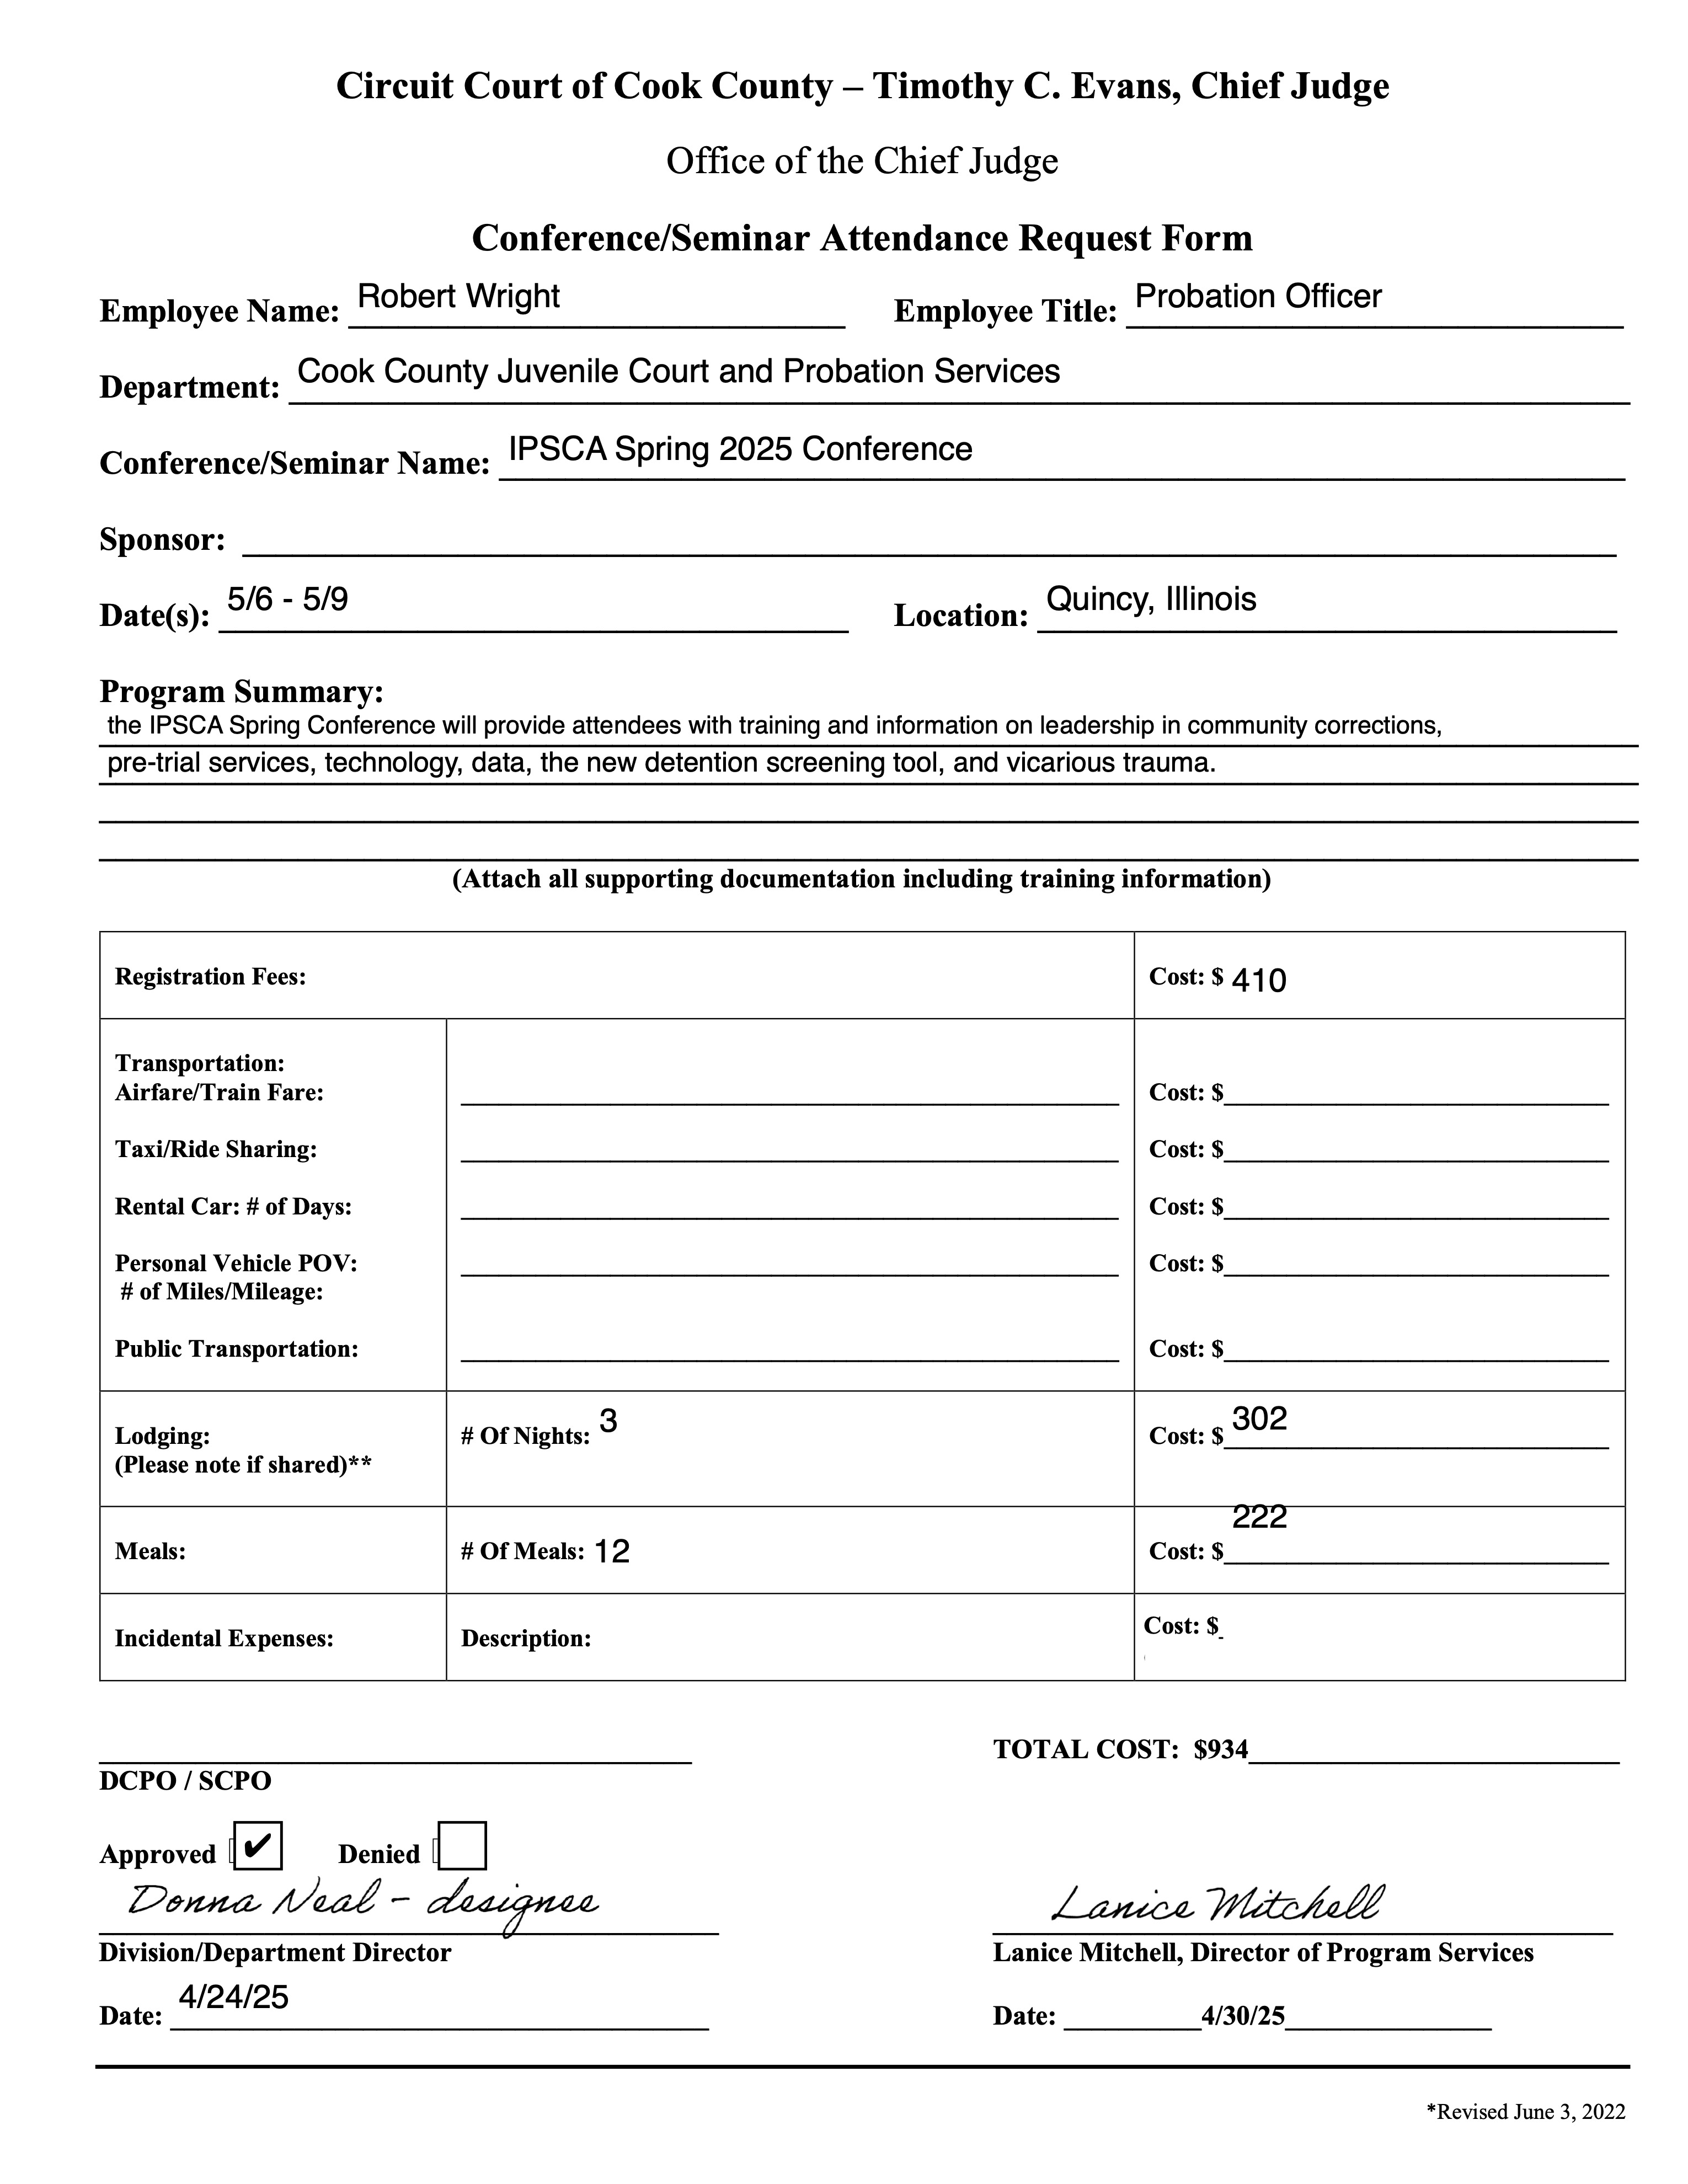 Circuit Court of Cook County – Timothy C. Evans, Chief Judge
Office of the Chief Judge
Conference/Seminar Attendance Request Form
Employee Name: Robert Wright Employee Title: Probation Officer
Department: Cook County Juvenile Court and Probation Services
Conference/Seminar Name: IPSCA Spring 2025 Conference
Sponsor:
Date(s): 5/6 - 5/9 Location: Quincy, Illinois
Program Summary:
the IPSCA Spring Conference will provide attendees with training and information on leadership in community corrections,
pre-trial services, technology, data, the new detention screening tool, and vicarious trauma.
(Attach all supporting documentation including training information)
Registration Fees: Cost: $ 410
Transportation:
Airfare/Train Fare: Cost: $
Taxi/Ride Sharing: Cost: $
Rental Car: # of Days: Cost: $
Personal Vehicle POV: Cost: $
# of Miles/Mileage:
Public Transportation: Cost: $
Lodging: # Of Nights: 3 Cost: $ 302
(Please note if shared)**
Meals: # Of Meals: 12 Cost: $ 222
Incidental Expenses: Description: Cost: $
TOTAL COST: $934
DCPO / SCPO
Approved ✔ Denied
Donna Neal - designee Lanice Mitchell
Division/Department Director Lanice Mitchell, Director of Program Services
Date: 4/24/25 Date: 4/30/25
*Revised June 3, 2022